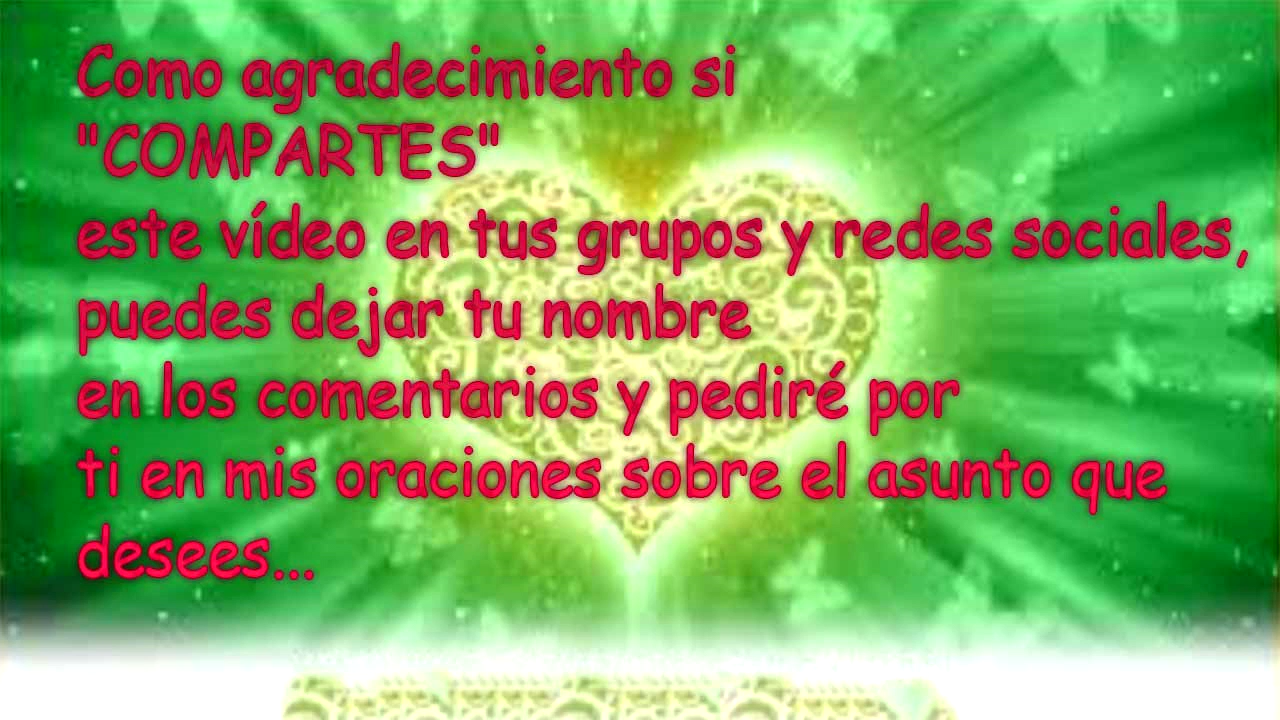 Como agradecimiento si
"COMPARTES"
este vídeo en tus grupos y redes sociales,
puedes dejar tu nombre
en los comentarios y pediré por
ti en mis oraciones sobre el asunto que
desees...